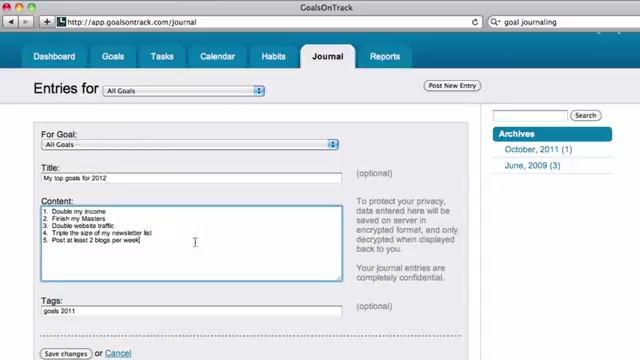 GoalsOnTrack
http://app.goalsontrack.com/journal
goal journaling
Dashboard
Goals
Tasks
Calendar
Habits
Journal
Reports
Entries for
All Goals
Post New Entry
Search
Archives
October, 2011 (1)
June, 2009 (3)
For Goal:
All Goals
Title:
My top goals for 2012
(optional)
Content:
1. Double my income
2. Finish my Masters
3. Double website traffic
4. Triple the size of my newsletter list
5. Post at least 2 blogs per week
To protect your privacy,
data entered here will be
saved on server in
encrypted format, and only
decrypted when displayed
back to you.
Your journal entries are
completely confidential.
Tags:
goals 2011
(optional)
Save changes or Cancel